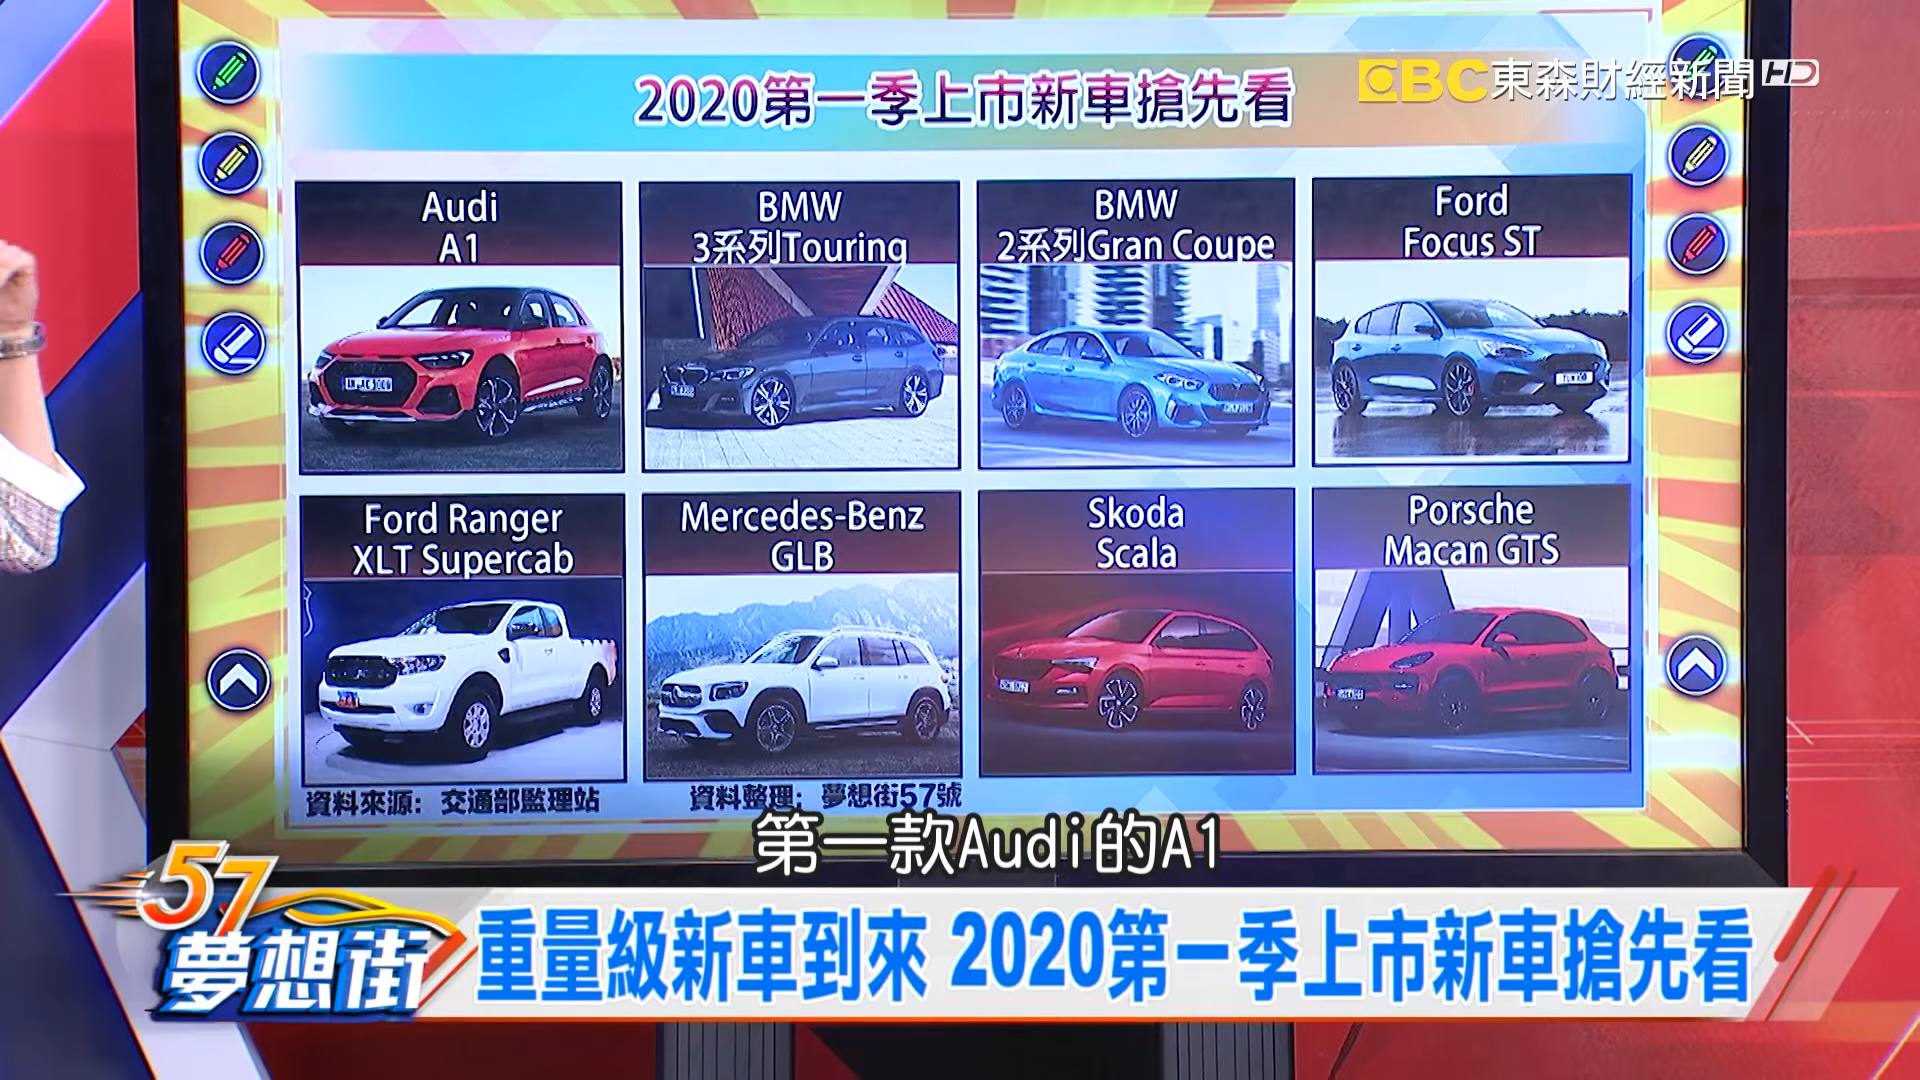 2020第一季上市新車搶先看
EBC 東森財經新聞 HD
Audi
A1
BMW
3系列Touring
BMW
2系列Gran Coupe
Ford
Focus ST
Ford Ranger
XLT Supercab
Mercedes-Benz
GLB
Skoda
Scala
Porsche
Macan GTS
資料來源: 交通部監理站
資料整理: 夢想街57號
第一款Audi的A1
57
夢想街
重量級新車到來 2020第一季上市新車搶先看